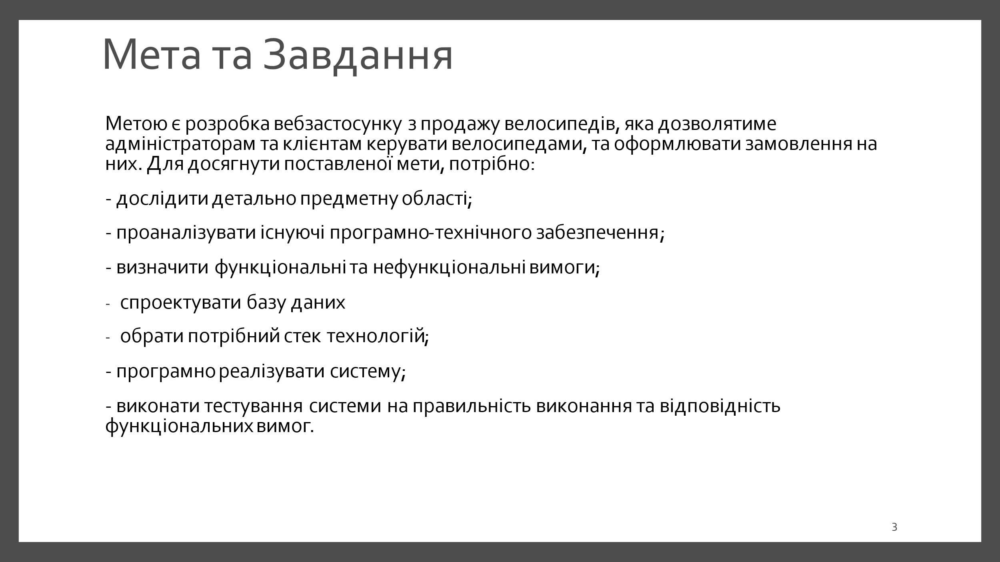 Мета та Завдання
Метою є розробка вебзастосунку з продажу велосипедів, яка дозволятиме
адміністраторам та клієнтам керувати велосипедами, та оформлювати замовлення на
них. Для досягнути поставленої мети, потрібно:
- дослідити детально предметну області;
- проаналізувати існуючі програмно-технічного забезпечення;
- визначити функціональні та нефункціональні вимоги;
- спроектувати базу даних
- обрати потрібний стек технологій;
- програмно реалізувати систему;
- виконати тестування системи на правильність виконання та відповідність
функціональних вимог.
3